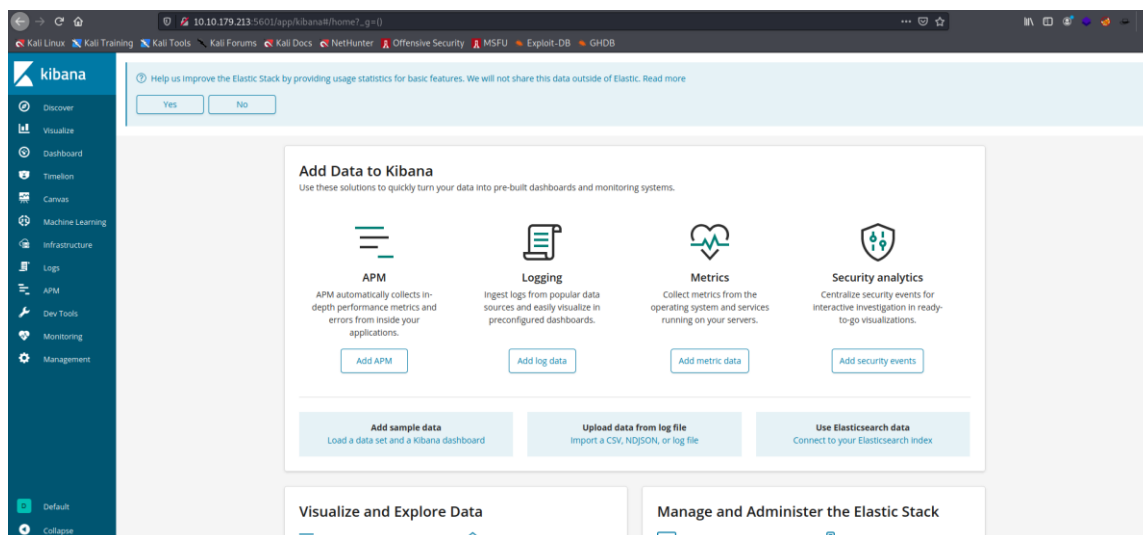 10.10.179.213:5601/app/kibana#/home?_g=()
Kali Linux Kali Training Kali Tools Kali Forums Kali Docs NetHunter Offensive Security MSFU Exploit-DB GHDB
kibana
Discover
Visualize
Dashboard
Timelion
Canvas
Machine Learning
Infrastructure
Logs
APM
Dev Tools
Monitoring
Management
D Default
Collapse
Help us improve the Elastic Stack by providing usage statistics for basic features. We will not share this data outside of Elastic. Read more
Yes No
Add Data to Kibana
Use these solutions to quickly turn your data into pre-built dashboards and monitoring systems.
APM
APM automatically collects in-
depth performance metrics and
errors from inside your
applications.
Add APM
Logging
Ingest logs from popular data
sources and easily visualize in
preconfigured dashboards.
Add log data
Metrics
Collect metrics from the
operating system and services
running on your servers.
Add metric data
Security analytics
Centralize security events for
interactive investigation in ready-
to-go visualizations.
Add security events
Add sample data
Load a data set and a Kibana dashboard
Upload data from log file
Import a CSV, NDJSON, or log file
Use Elasticsearch data
Connect to your Elasticsearch index
Visualize and Explore Data
Manage and Administer the Elastic Stack